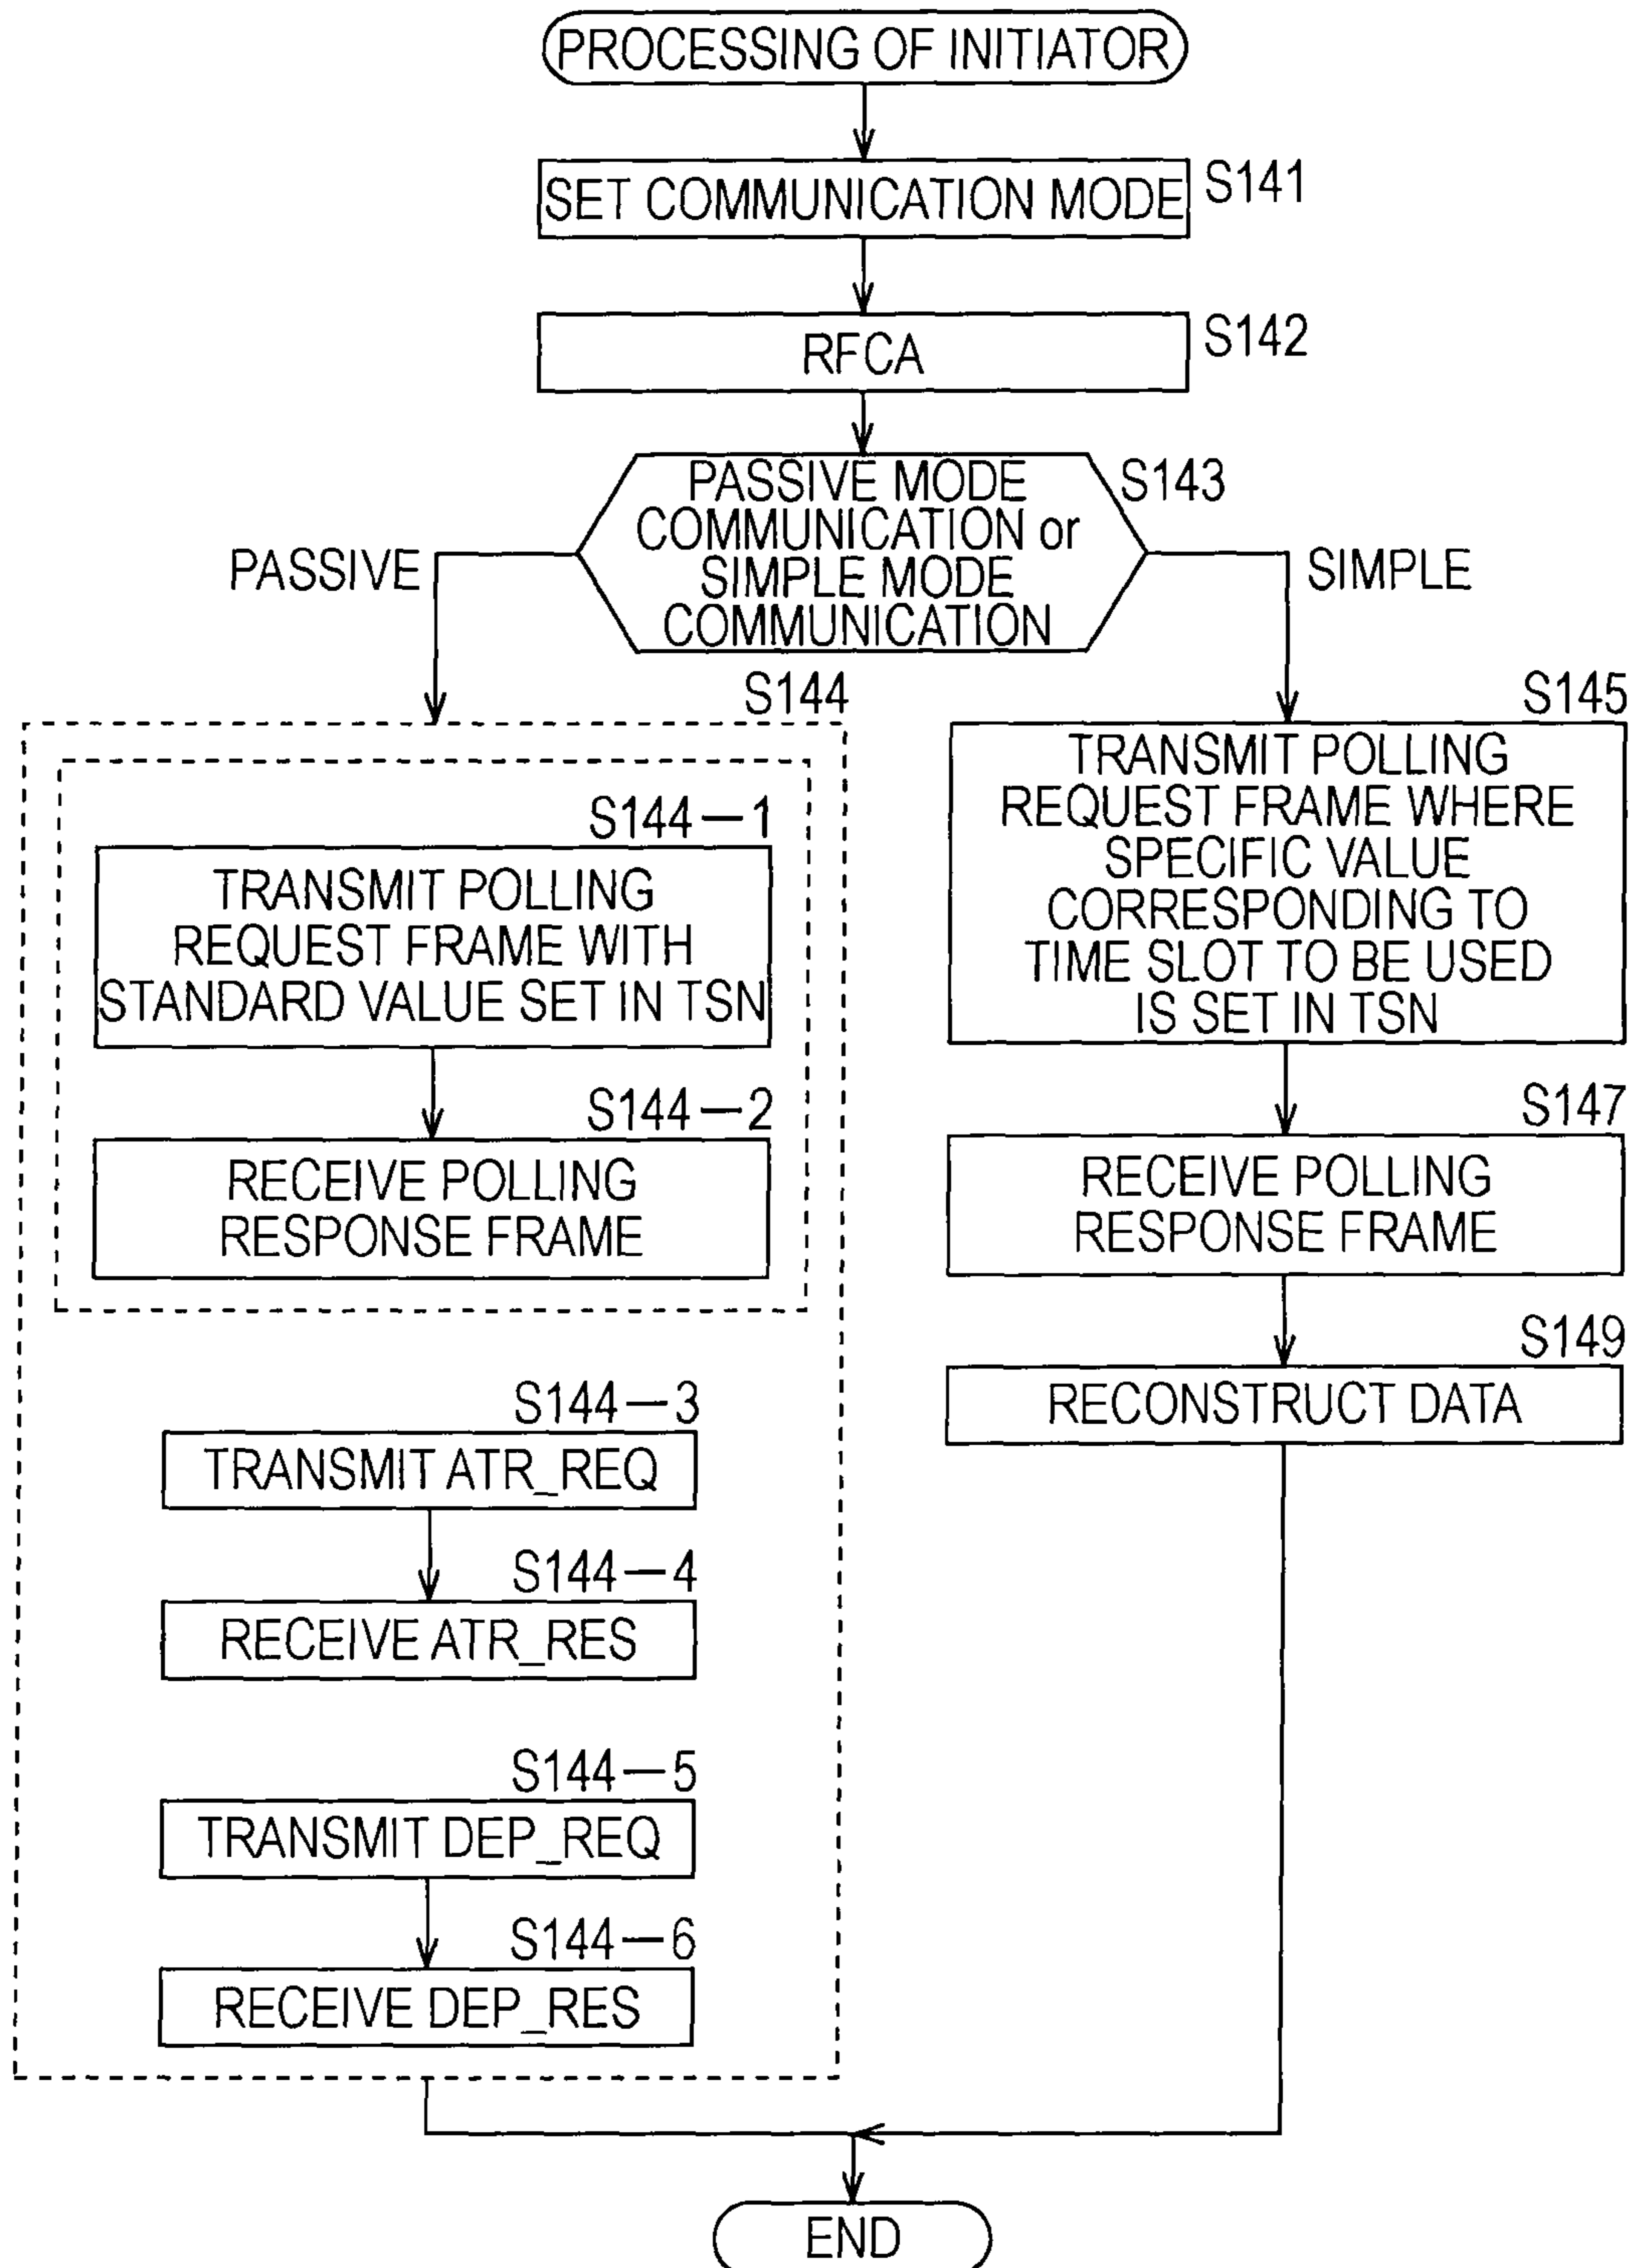 PROCESSING OF INITIATOR
SET COMMUNICATION MODE
S141
RFCA
S142
PASSIVE MODE
COMMUNICATION or
SIMPLE MODE
COMMUNICATION
S143
PASSIVE
SIMPLE
S144
S144-1
TRANSMIT POLLING
REQUEST FRAME WITH
STANDARD VALUE SET IN TSN
S144-2
RECEIVE POLLING
RESPONSE FRAME
S144-3
TRANSMIT ATR_REQ
S144-4
RECEIVE ATR_RES
S144-5
TRANSMIT DEP_REQ
S144-6
RECEIVE DEP_RES
S145
TRANSMIT POLLING
REQUEST FRAME WHERE
SPECIFIC VALUE
CORRESPONDING TO
TIME SLOT TO BE USED
IS SET IN TSN
S147
RECEIVE POLLING
RESPONSE FRAME
S149
RECONSTRUCT DATA
END